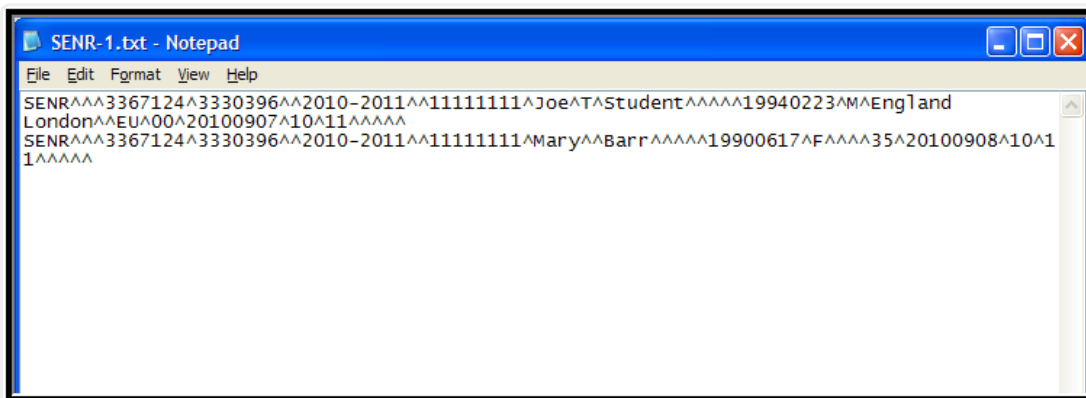 SENR-1.txt - Notepad
File Edit Format View Help
SENR^^^3367124^3330396^^2010-2011^^11111111^Joe^T^Student^^^^^19940223^M^England
London^^EU^00^20100907^10^11^^^^^
SENR^^^3367124^3330396^^2010-2011^^11111111^Mary^^Barr^^^^^19900617^F^^^^35^20100908^10^1
1^^^^^